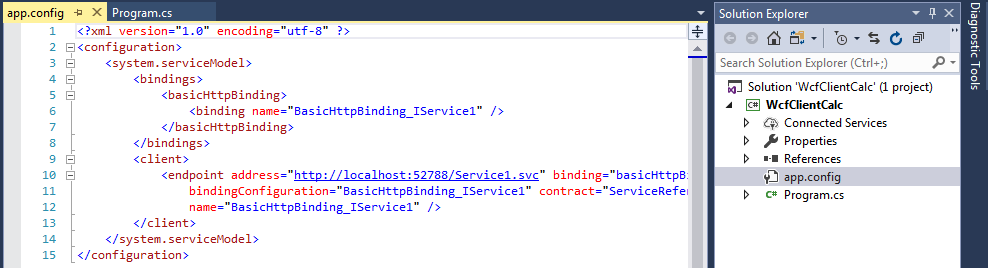 app.config
Program.cs
1 <?xml version="1.0" encoding="utf-8" ?>
2 <configuration>
3 <system.serviceModel>
4 <bindings>
5 <basicHttpBinding>
6 <binding name="BasicHttpBinding_IService1" />
7 </basicHttpBinding>
8 </bindings>
9 <client>
10 <endpoint address="http://localhost:52788/Service1.svc" binding="basicHttpBi
11 bindingConfiguration="BasicHttpBinding_IService1" contract="ServiceRefer
12 name="BasicHttpBinding_IService1" />
13 </client>
14 </system.serviceModel>
15 </configuration>
Solution Explorer
Search Solution Explorer (Ctrl+;)
Solution 'WcfClientCalc' (1 project)
C# WcfClientCalc
Connected Services
Properties
References
app.config
C# Program.cs
Diagnostic Tools